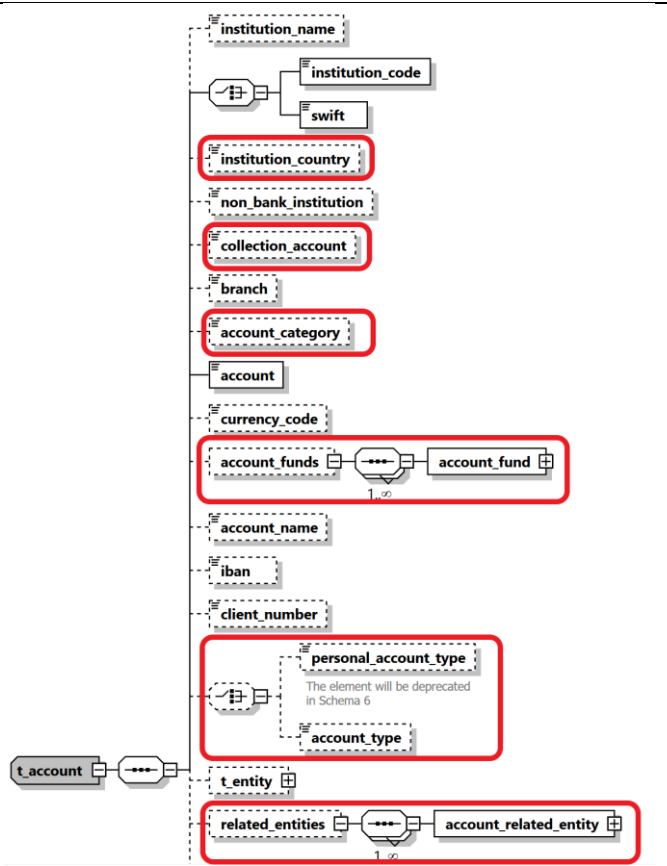 institution_name
institution_code
swift
institution_country
non_bank_institution
collection_account
branch
account_category
account
currency_code
account_funds
account_fund
1..∞
account_name
iban
client_number
personal_account_type
The element will be deprecated
in Schema 6
account_type
t_account
t_entity
related_entities
account_related_entity
1..∞